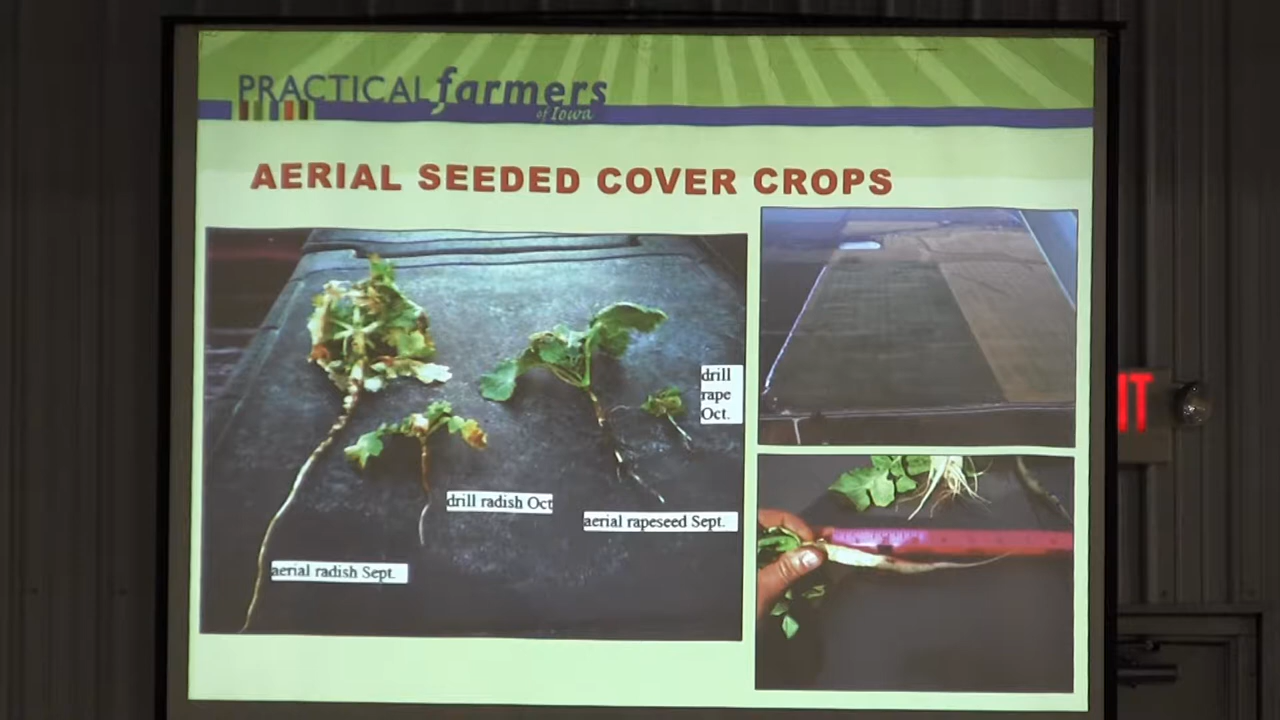 PRACTICAL farmers
of Iowa
AERIAL SEEDED COVER CROPS
drill
rape
Oct.
drill radish Oct
aerial rapeseed Sept.
aerial radish Sept.
IT